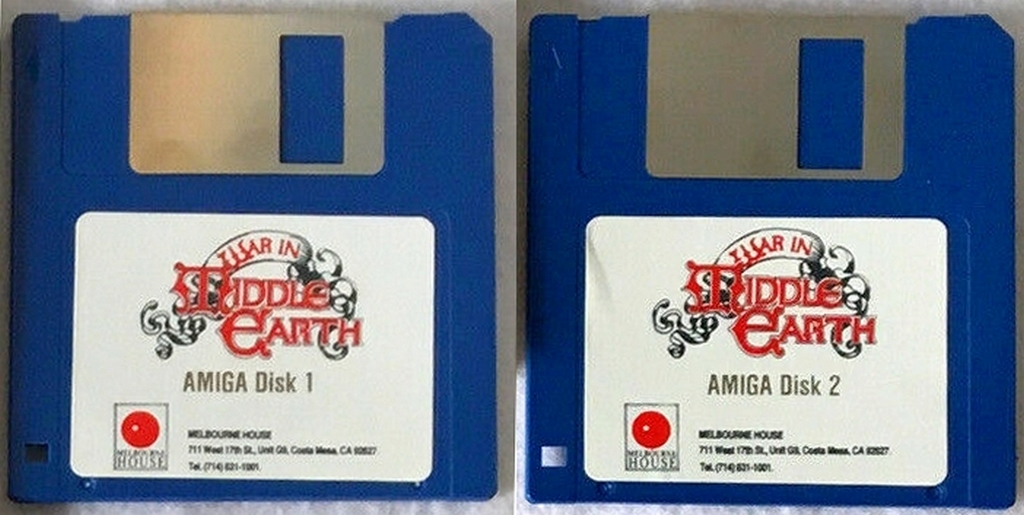 WAR IN
MIDDLE
EARTH
AMIGA Disk 1
MELBOURNE
HOUSE
MELBOURNE HOUSE
711 West 17th St., Unit G9, Costa Mesa, CA 92627
Tel. (714) 631-1001.
WAR IN
MIDDLE
EARTH
AMIGA Disk 2
MELBOURNE
HOUSE
MELBOURNE HOUSE
711 West 17th St., Unit G9, Costa Mesa, CA 92627
Tel. (714) 631-1001.